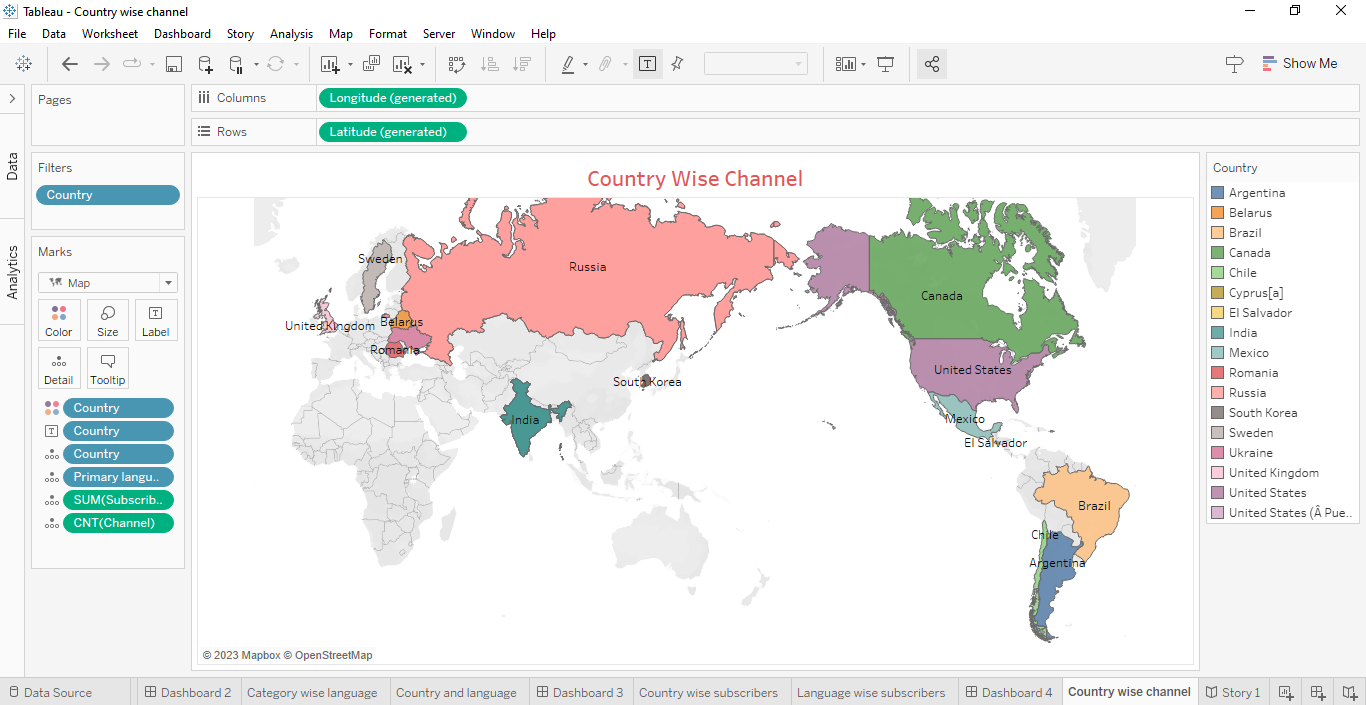 Tableau - Country wise channel
File Data Worksheet Dashboard Story Analysis Map Format Server Window Help
Show Me
Pages
Columns Longitude (generated)
Rows Latitude (generated)
Data
Analytics
Filters
Country
Marks
Map
Color Size Label
Detail Tooltip
Country
Country
Country
Primary langu..
SUM(Subscrib..
CNT(Channel)
Country Wise Channel
Sweden
Russia
Canada
United Kingdom
Belarus
Romania
United States
South Korea
India
Mexico
El Salvador
Brazil
Chile
Argentina
© 2023 Mapbox © OpenStreetMap
Country
Argentina
Belarus
Brazil
Canada
Chile
Cyprus[a]
El Salvador
India
Mexico
Romania
Russia
South Korea
Sweden
Ukraine
United Kingdom
United States
United States (Â Pue..
Data Source Dashboard 2 Category wise language Country and language Dashboard 3 Country wise subscribers Language wise subscribers Dashboard 4 Country wise channel Story 1